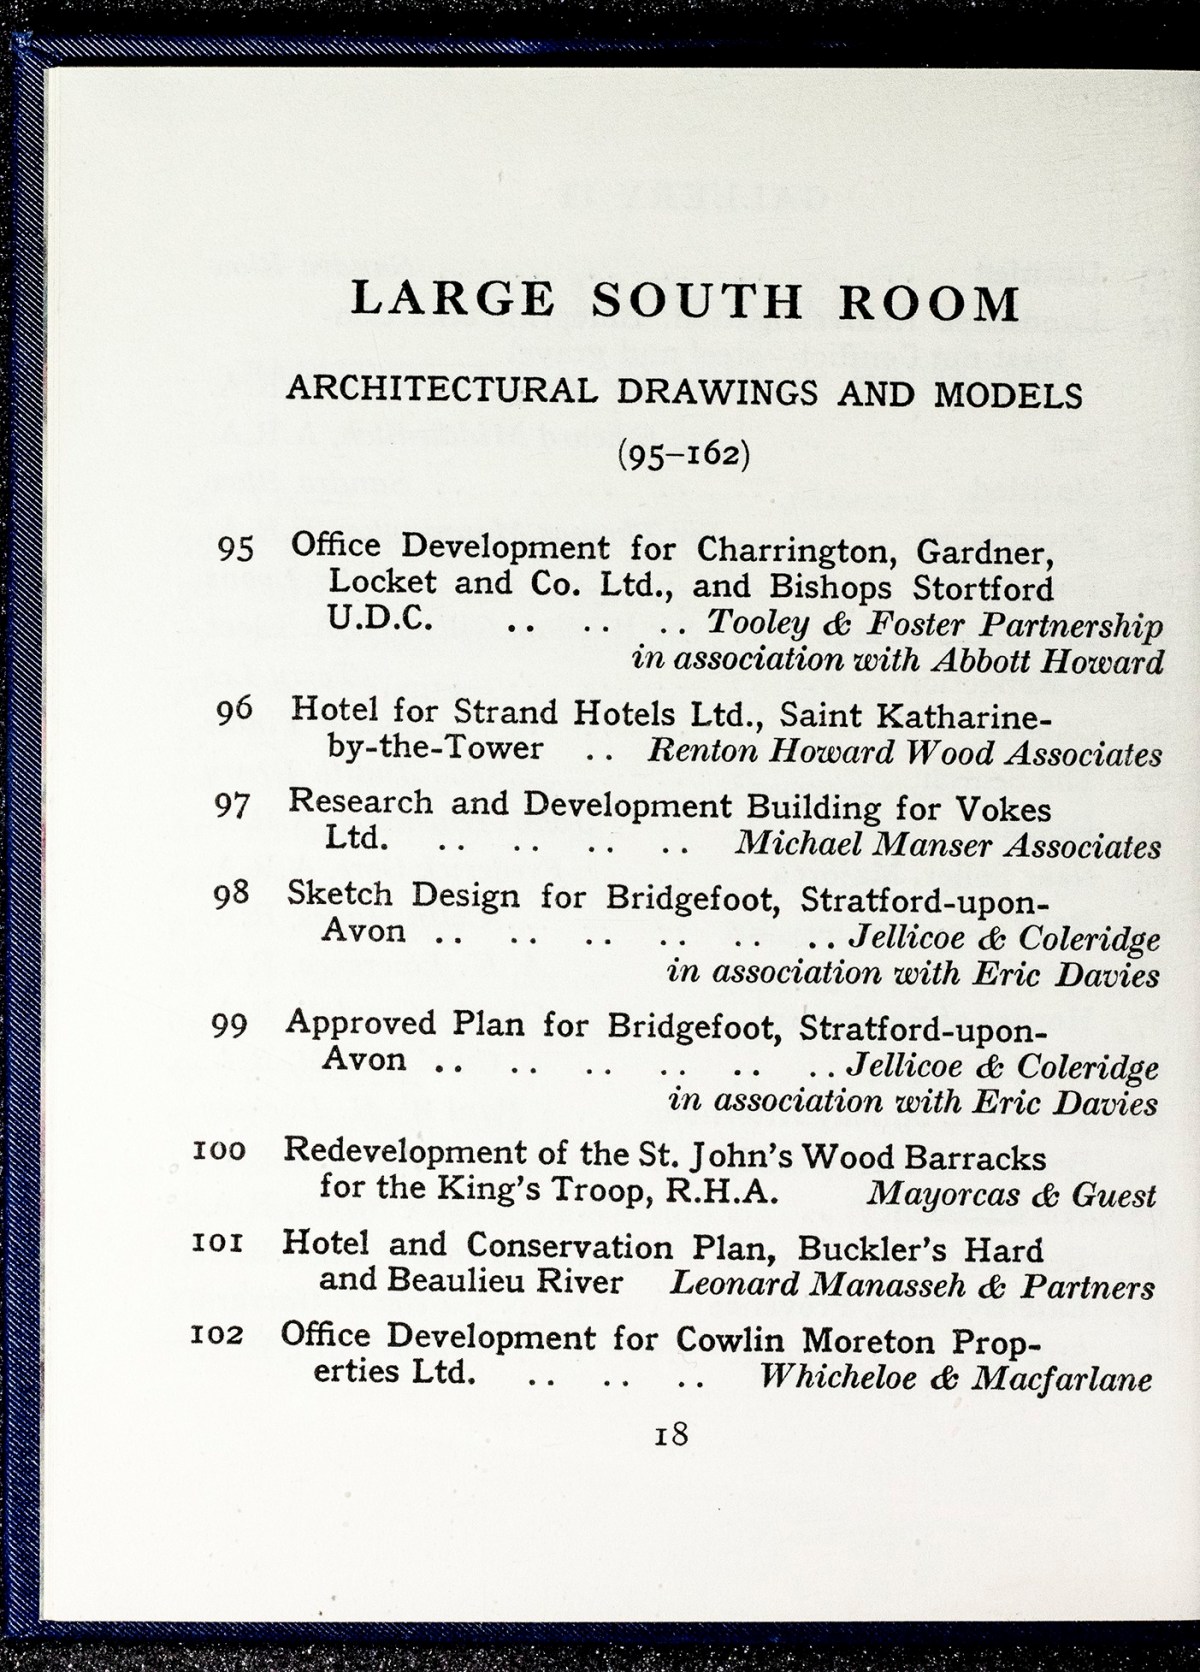 LARGE SOUTH ROOM
ARCHITECTURAL DRAWINGS AND MODELS
(95–162)
95 Office Development for Charrington, Gardner,
Locket and Co. Ltd., and Bishops Stortford
U.D.C. .. .. .. Tooley & Foster Partnership
in association with Abbott Howard
96 Hotel for Strand Hotels Ltd., Saint Katharine-
by-the-Tower .. Renton Howard Wood Associates
97 Research and Development Building for Vokes
Ltd. .. .. .. .. Michael Manser Associates
98 Sketch Design for Bridgefoot, Stratford-upon-
Avon .. .. .. .. .. .. Jellicoe & Coleridge
in association with Eric Davies
99 Approved Plan for Bridgefoot, Stratford-upon-
Avon .. .. .. .. .. .. Jellicoe & Coleridge
in association with Eric Davies
100 Redevelopment of the St. John's Wood Barracks
for the King's Troop, R.H.A. Mayorcas & Guest
101 Hotel and Conservation Plan, Buckler's Hard
and Beaulieu River Leonard Manasseh & Partners
102 Office Development for Cowlin Moreton Prop-
erties Ltd. .. .. .. Whicheloe & Macfarlane
18